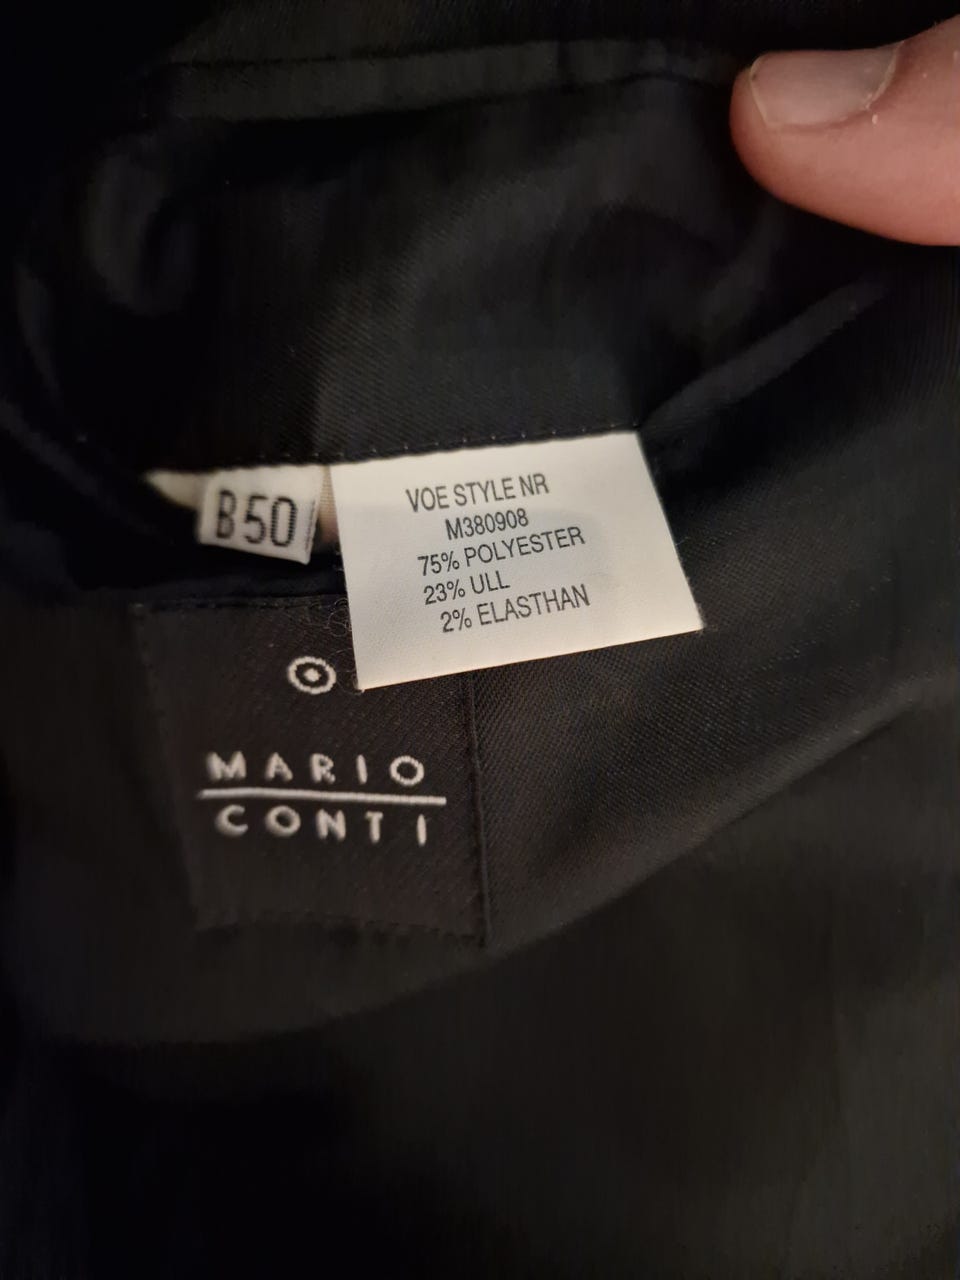 B50
VOE STYLE NR
M380908
75% POLYESTER
23% ULL
2% ELASTHAN
MARIO
CONTI